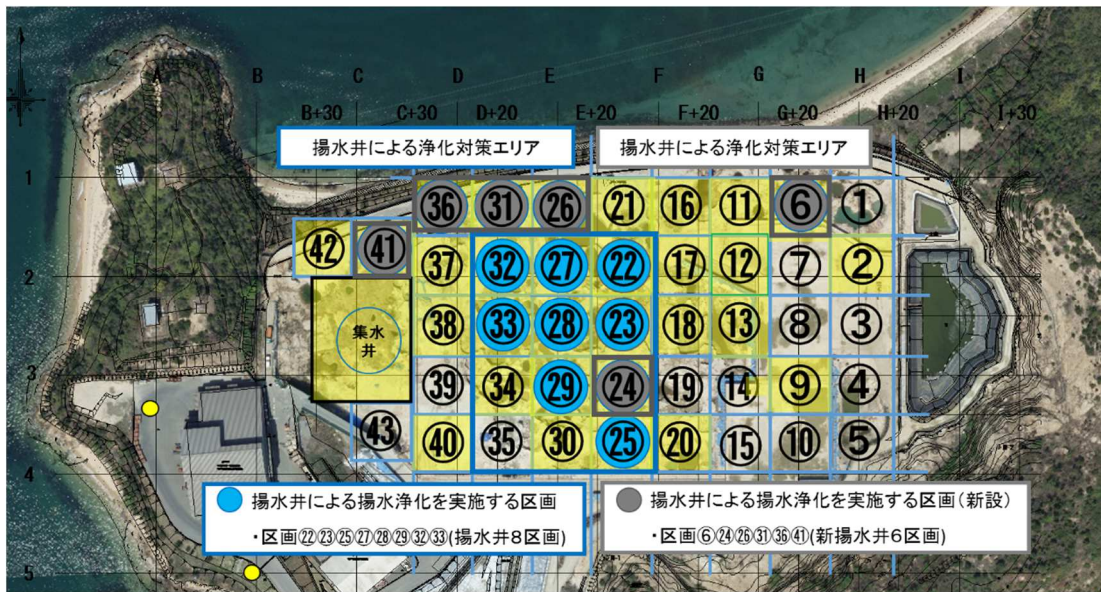 A B C D E F G H I
B+30 C+30 D+20 E+20 F+20 G+20 H+20 I+30
揚水井による浄化対策エリア 揚水井による浄化対策エリア
1 ㊱ ㉛ ㉖ ㉑ ⑯ ⑪ ⑥ ①
㊷ ㊶ ㊲ ㉜ ㉗ ㉒ ⑰ ⑫ ⑦ ②
2
集水
井
㊳ ㉝ ㉘ ㉓ ⑱ ⑬ ⑧ ③
3 ㊴ ㉞ ㉙ ㉔ ⑲ ⑭ ⑨ ④
㊸ ㊵ ㉟ ㉚ ㉕ ⑳ ⑮ ⑩ ⑤
4
揚水井による揚水浄化を実施する区画
・区画㉒㉓㉕㉗㉘㉙㉜㉝(揚水井8区画)
揚水井による揚水浄化を実施する区画(新設)
・区画⑥㉔㉖㉛㊱㊶(新揚水井6区画)
5